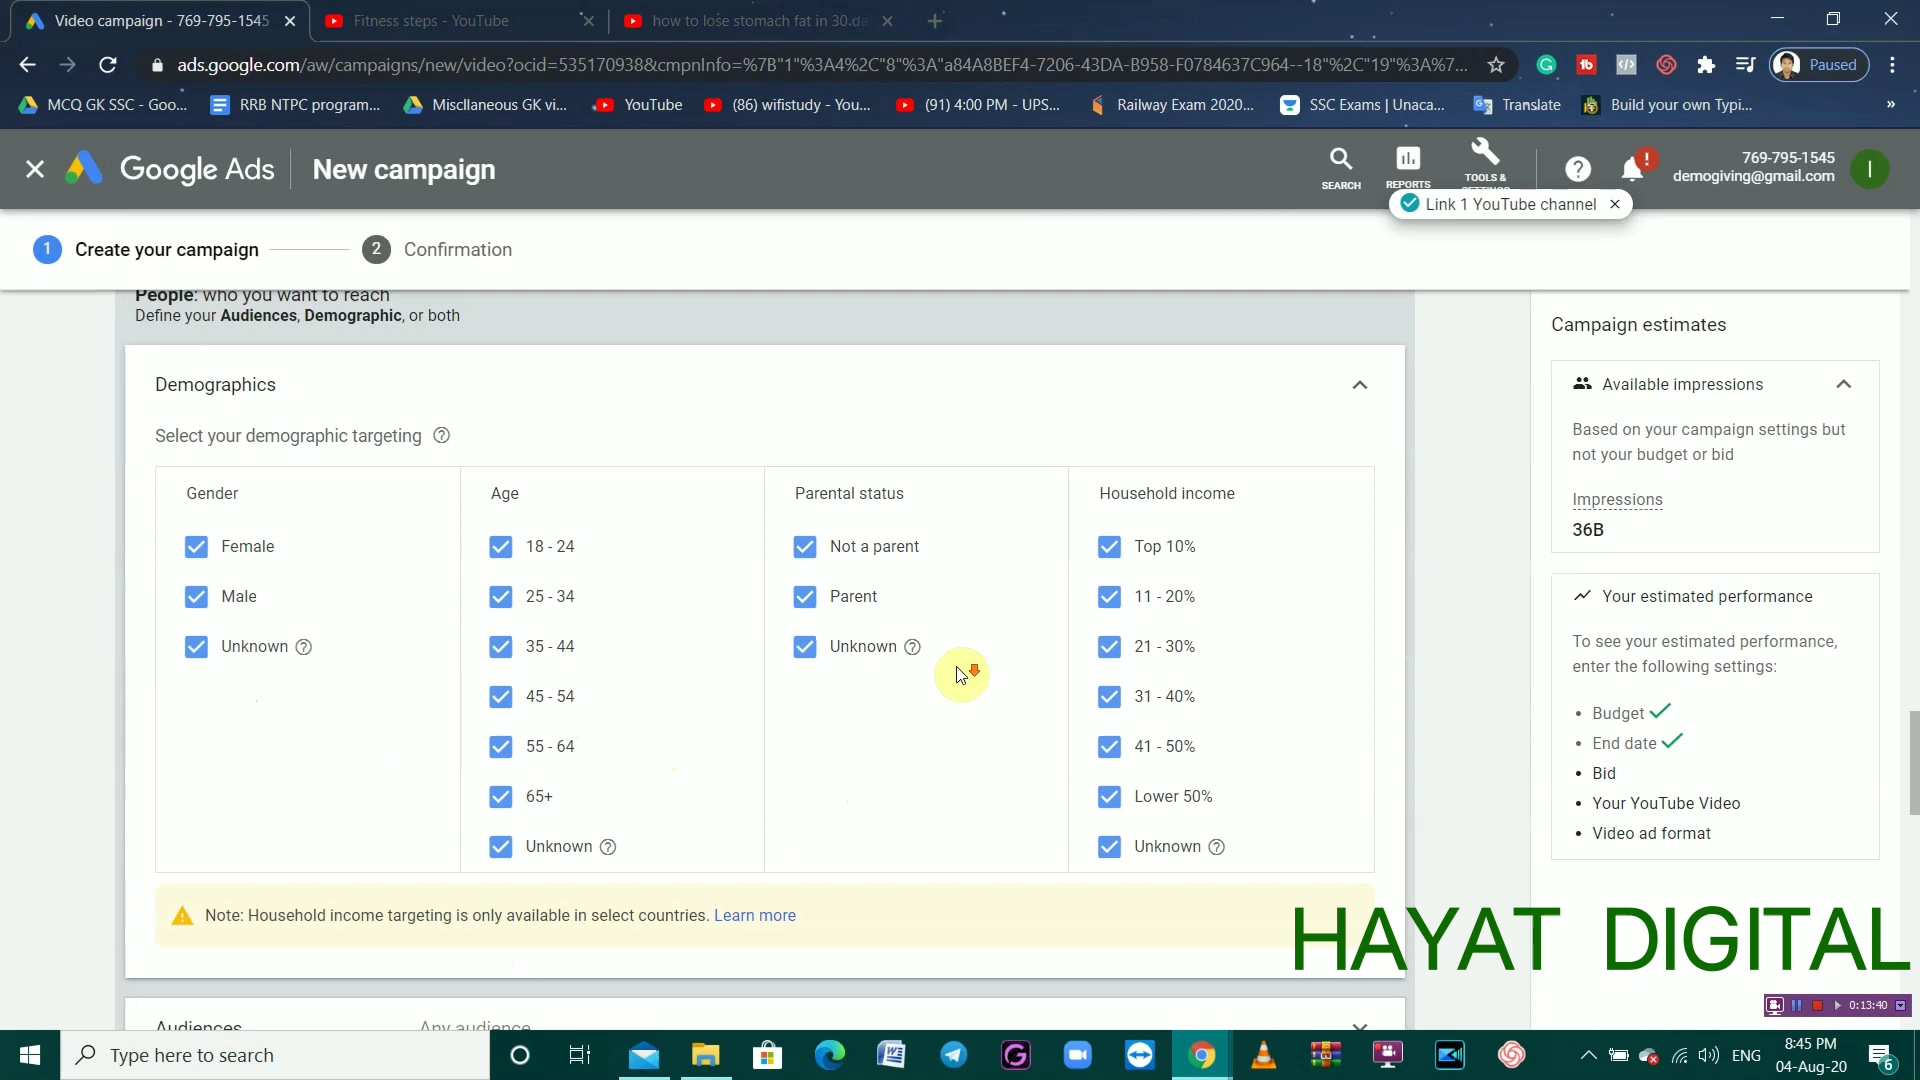 Video campaign - 769-795-1545
Fitness steps - YouTube
how to lose stomach fat in 30.da
ads.google.com/aw/campaigns/new/video?ocid=535170938&cmpnInfo=%7B"1"%3A4%2C"8"%3A"a84A8BEF4-7206-43DA-B958-F0784637C964--18"%2C"19"%3A%7...
Paused
MCQ GK SSC - Goo...
RRB NTPC program...
Miscllaneous GK vi...
YouTube
(86) wifistudy - You...
(91) 4:00 PM - UPS...
Railway Exam 2020...
SSC Exams | Unaca...
Translate
Build your own Typi...
»
Google Ads
New campaign
SEARCH
REPORTS
TOOLS &
769-795-1545
demogiving@gmail.com
Link 1 YouTube channel
1 Create your campaign
2 Confirmation
People: who you want to reach
Define your Audiences, Demographic, or both
Demographics
Select your demographic targeting
Gender
Female
Male
Unknown
Age
18 - 24
25 - 34
35 - 44
45 - 54
55 - 64
65+
Unknown
Parental status
Not a parent
Parent
Unknown
Household income
Top 10%
11 - 20%
21 - 30%
31 - 40%
41 - 50%
Lower 50%
Unknown
Note: Household income targeting is only available in select countries. Learn more
Audiences
Any audience
Campaign estimates
Available impressions
Based on your campaign settings but
not your budget or bid
Impressions
36B
Your estimated performance
To see your estimated performance,
enter the following settings:
• Budget
• End date
• Bid
• Your YouTube Video
• Video ad format
HAYAT DIGITAL
0:13:40
Type here to search
ENG
8:45 PM
04-Aug-20
6